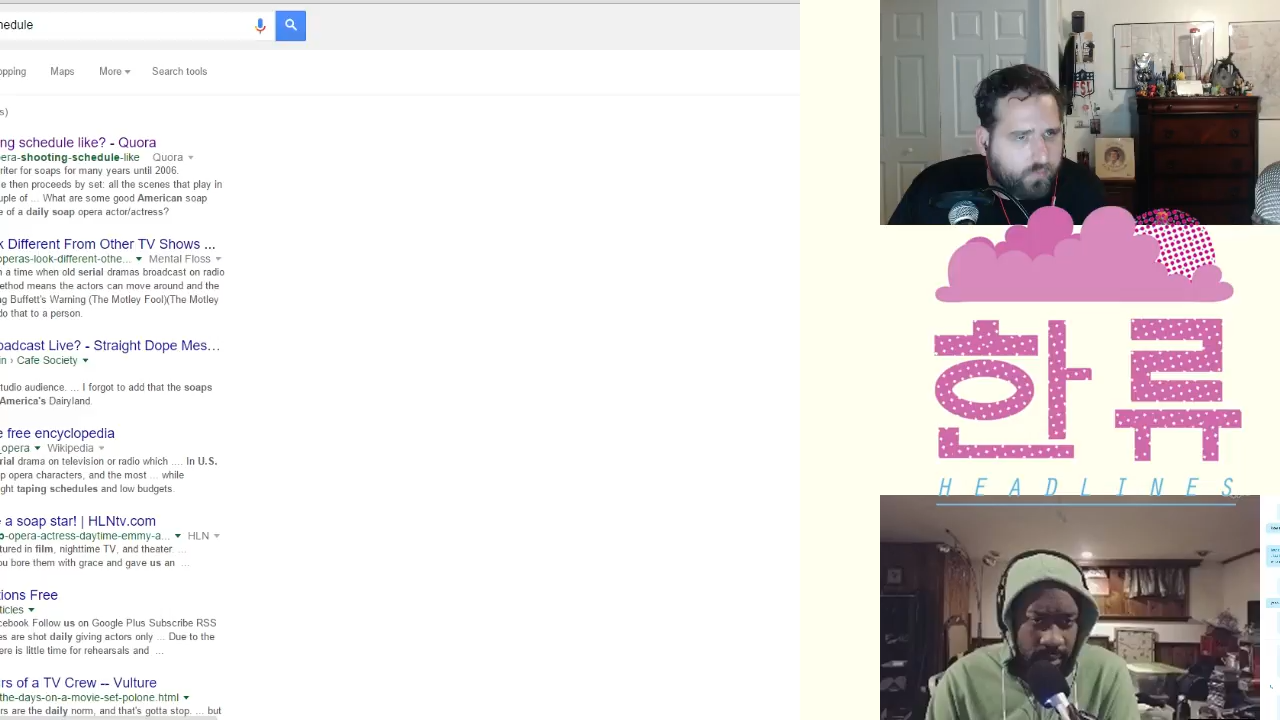 hedule
opping Maps More Search tools
s)
ng schedule like? - Quora
era-shooting-schedule-like Quora
riter for soaps for many years until 2006.
e then proceeds by set: all the scenes that play in
uple of ... What are some good American soap
e of a daily soap opera actor/actress?
k Different From Other TV Shows ...
operas-look-different-othe... Mental Floss
n a time when old serial dramas broadcast on radio
ethod means the actors can move around and the
ng Buffett's Warning (The Motley Fool)(The Motley
do that to a person.
oadcast Live? - Straight Dope Mes...
in › Cafe Society
tudio audience. ... I forgot to add that the soaps
America's Dairyland.
e free encyclopedia
_opera Wikipedia
rial drama on television or radio which .... In U.S.
p opera characters, and the most ... while
ght taping schedules and low budgets.
e a soap star! | HLNtv.com
p-opera-actress-daytime-emmy-a... HLN
tured in film, nighttime TV, and theater. ...
ou bore them with grace and gave us an ...
tions Free
ticles
cebook Follow us on Google Plus Subscribe RSS
es are shot daily giving actors only ... Due to the
ere is little time for rehearsals and ...
rs of a TV Crew -- Vulture
the-days-on-a-movie-set-polone.html
rs are the daily norm, and that's gotta stop. ... but
한류
HEADLINES